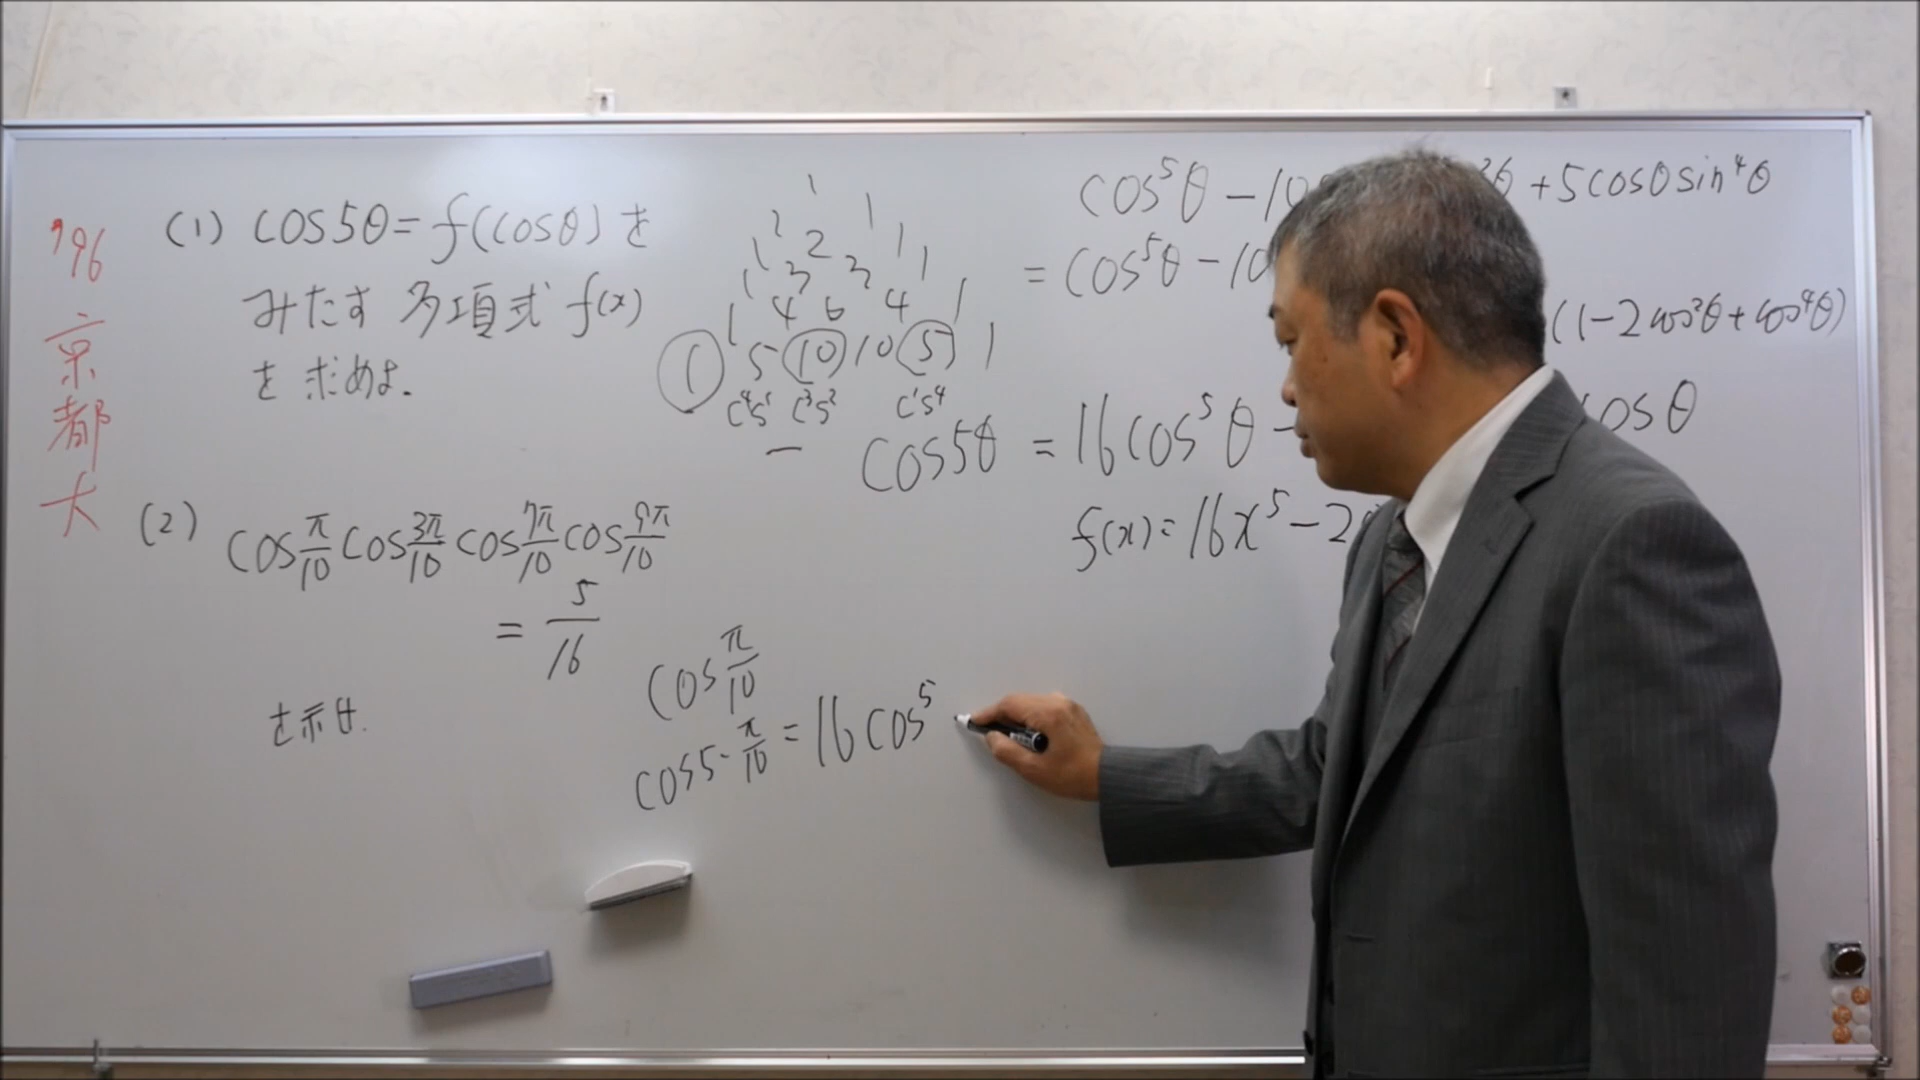 '96 京都大
(1) cos5θ=f(cosθ)を
みたす 多項式 f(x)
を 求めよ.
(2) cos π/10 cos 3π/10 cos 7π/10 cos 9π/10
= 5/16
を示せ.
1
1 1
1 2 1
1 3 3 1
1 4 6 4 1
1 5 10 10 5 1
c⁴s¹ c³s² c¹s⁴
cos⁵θ-10
θ+5cosθsin⁴θ
=cos⁵θ-10
(1-2cos²θ+cos⁴θ)
cos5θ=16cos⁵θ-
cosθ
f(x)=16x⁵-2
cos π/10
cos5·π/10=16cos⁵